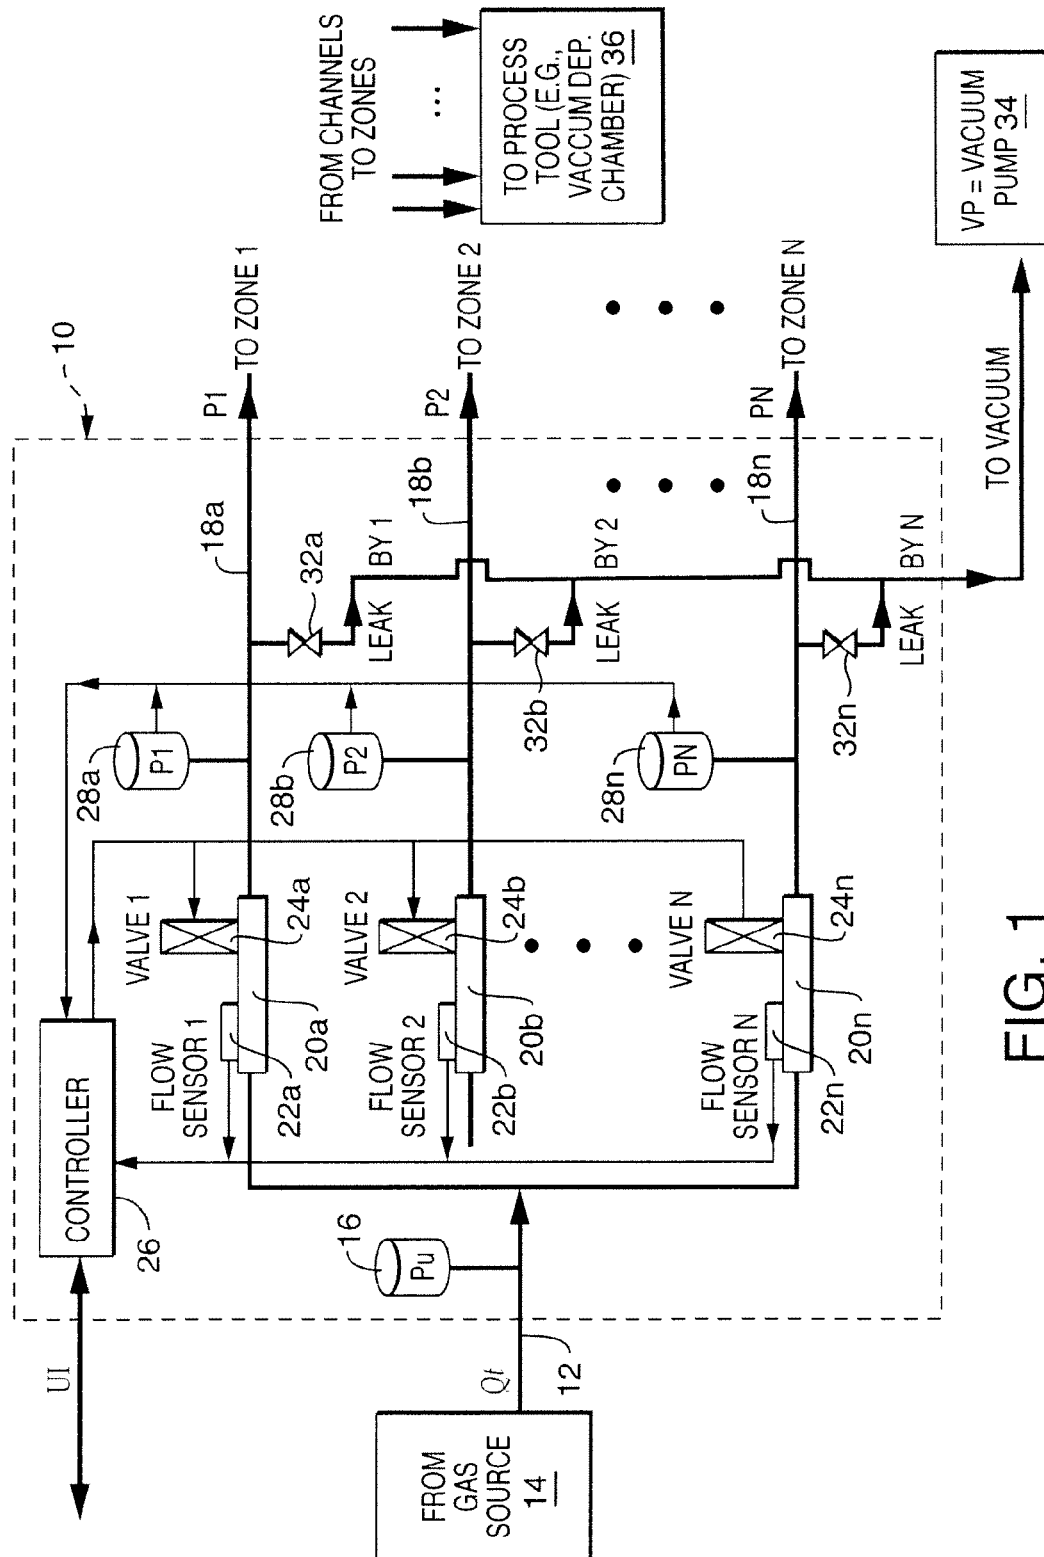 10
UI
CONTROLLER
26
FROM
GAS
SOURCE
14
Qt
12
16
Pu
FLOW
SENSOR 1
22a
20a
VALVE 1
24a
28a
P1
18a
32a
LEAK
BY 1
P1
TO ZONE 1
FLOW
SENSOR 2
22b
20b
VALVE 2
24b
28b
P2
18b
32b
LEAK
BY 2
P2
TO ZONE 2
FLOW
SENSOR N
22n
20n
VALVE N
24n
28n
PN
18n
32n
LEAK
BY N
PN
TO ZONE N
FROM CHANNELS
TO ZONES
...
TO PROCESS
TOOL (E.G.,
VACCUM DEP.
CHAMBER) 36
TO VACUUM
VP = VACUUM
PUMP 34
FIG. 1